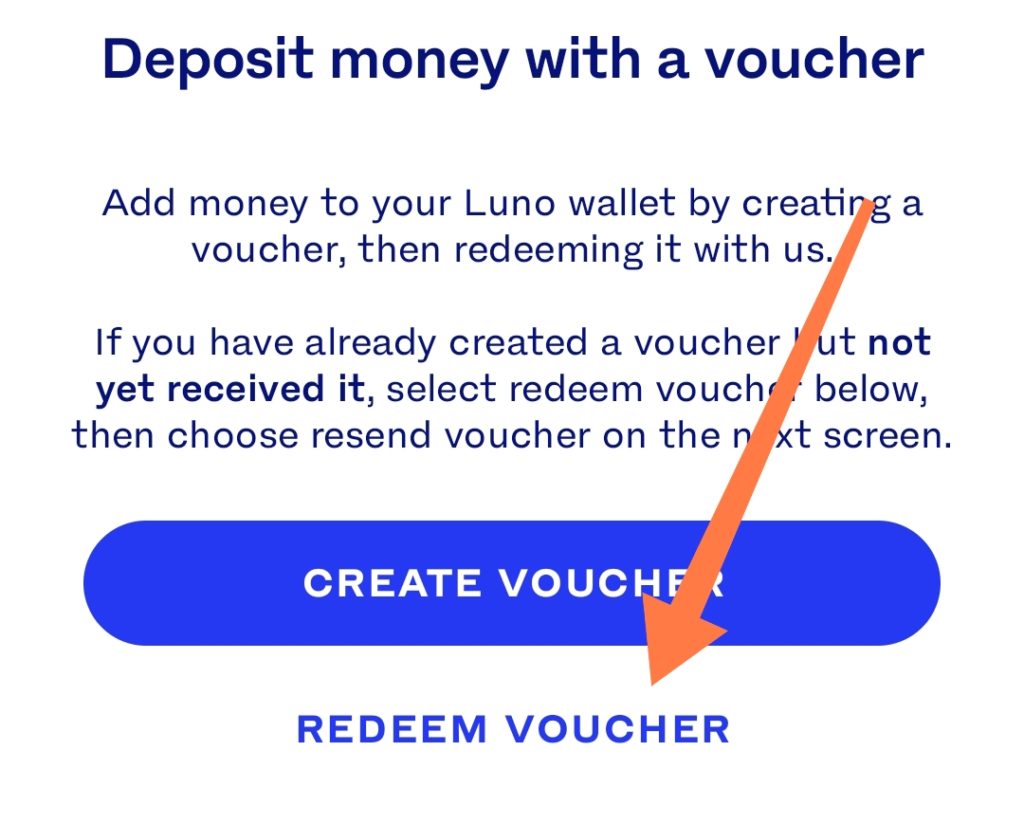 Deposit money with a voucher
Add money to your Luno wallet by creating a
voucher, then redeeming it with us.
If you have already created a voucher but not
yet received it, select redeem voucher below,
then choose resend voucher on the next screen.
CREATE VOUCHER
REDEEM VOUCHER